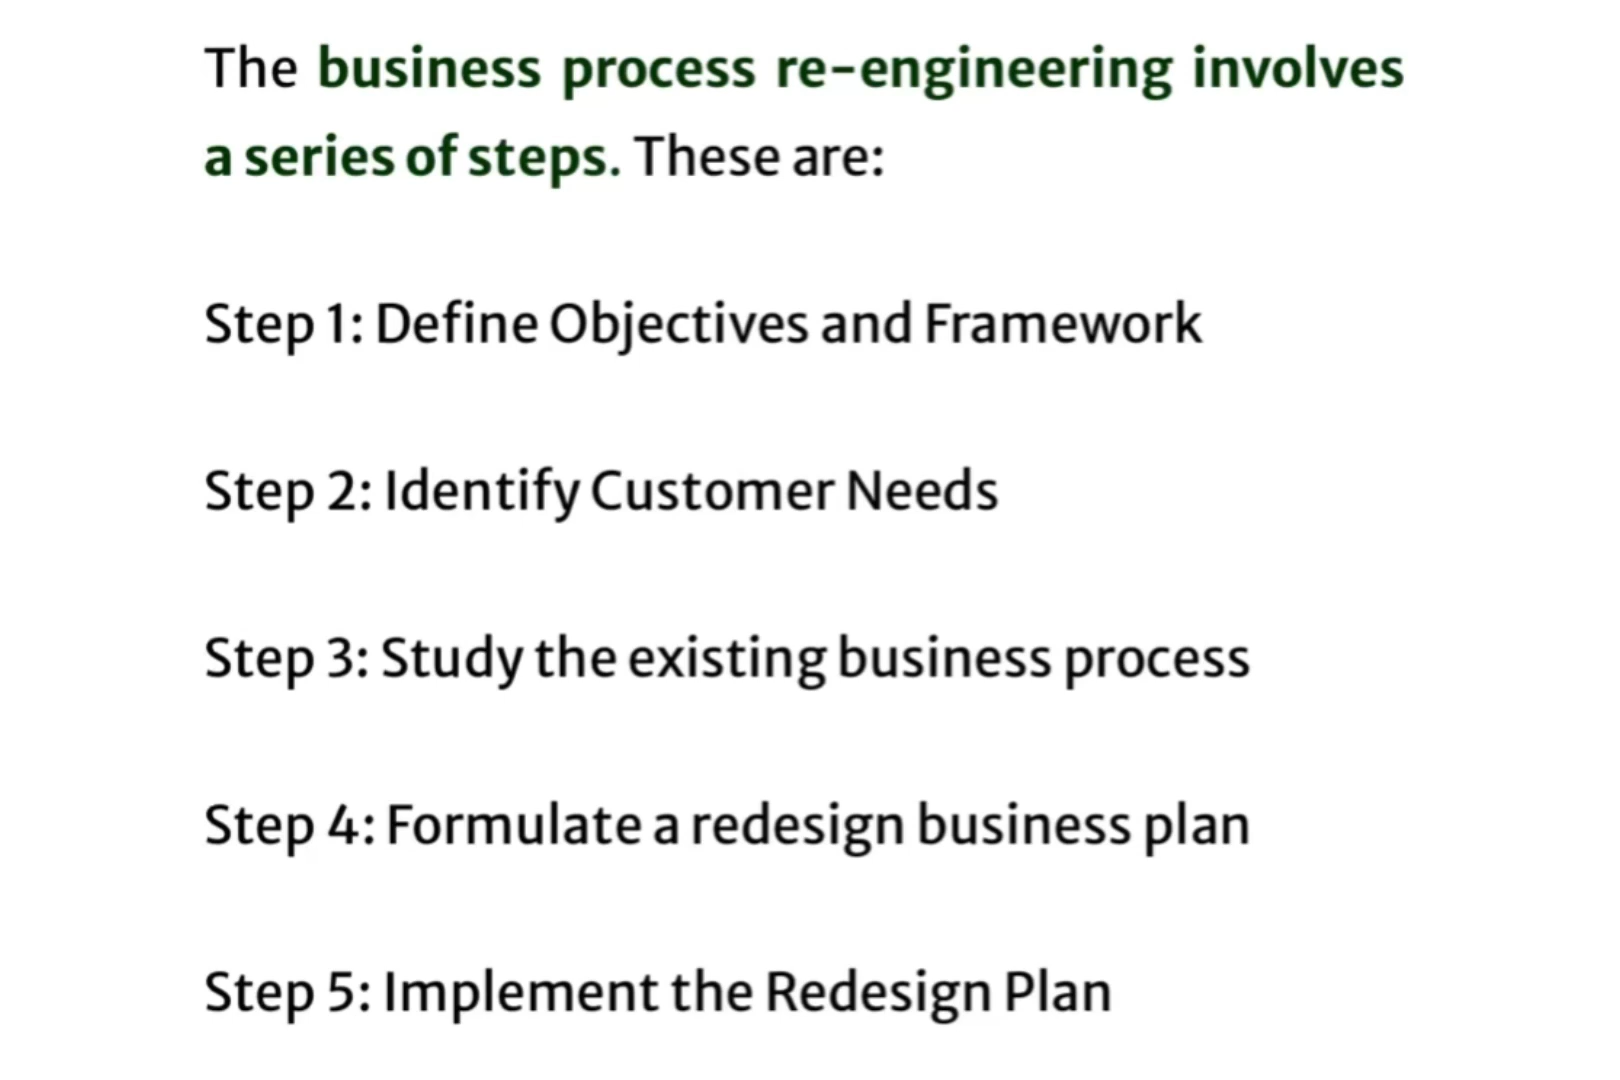 The business process re-engineering involves
a series of steps. These are:
Step 1: Define Objectives and Framework
Step 2: Identify Customer Needs
Step 3: Study the existing business process
Step 4: Formulate a redesign business plan
Step 5: Implement the Redesign Plan